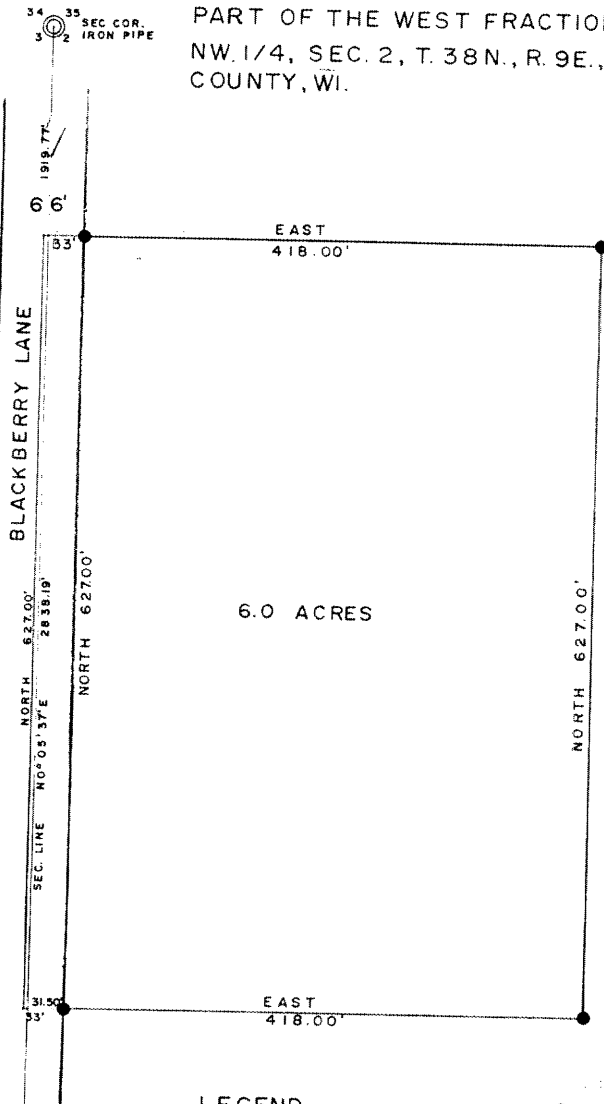 34 35 SEC COR.
3 2 IRON PIPE
PART OF THE WEST
NW. 1/4, SEC. 2, T. 38N., R. 9E.,
COUNTY, WI.
1919.77'
66'
33'
EAST
418.00'
BLACKBERRY LANE
NORTH 627.00'
SEC. LINE N0°05'37"E 2838.19'
NORTH 627.00'
6.0 ACRES
NORTH 627.00'
31.50'
33'
EAST
418.00'
LEGEND